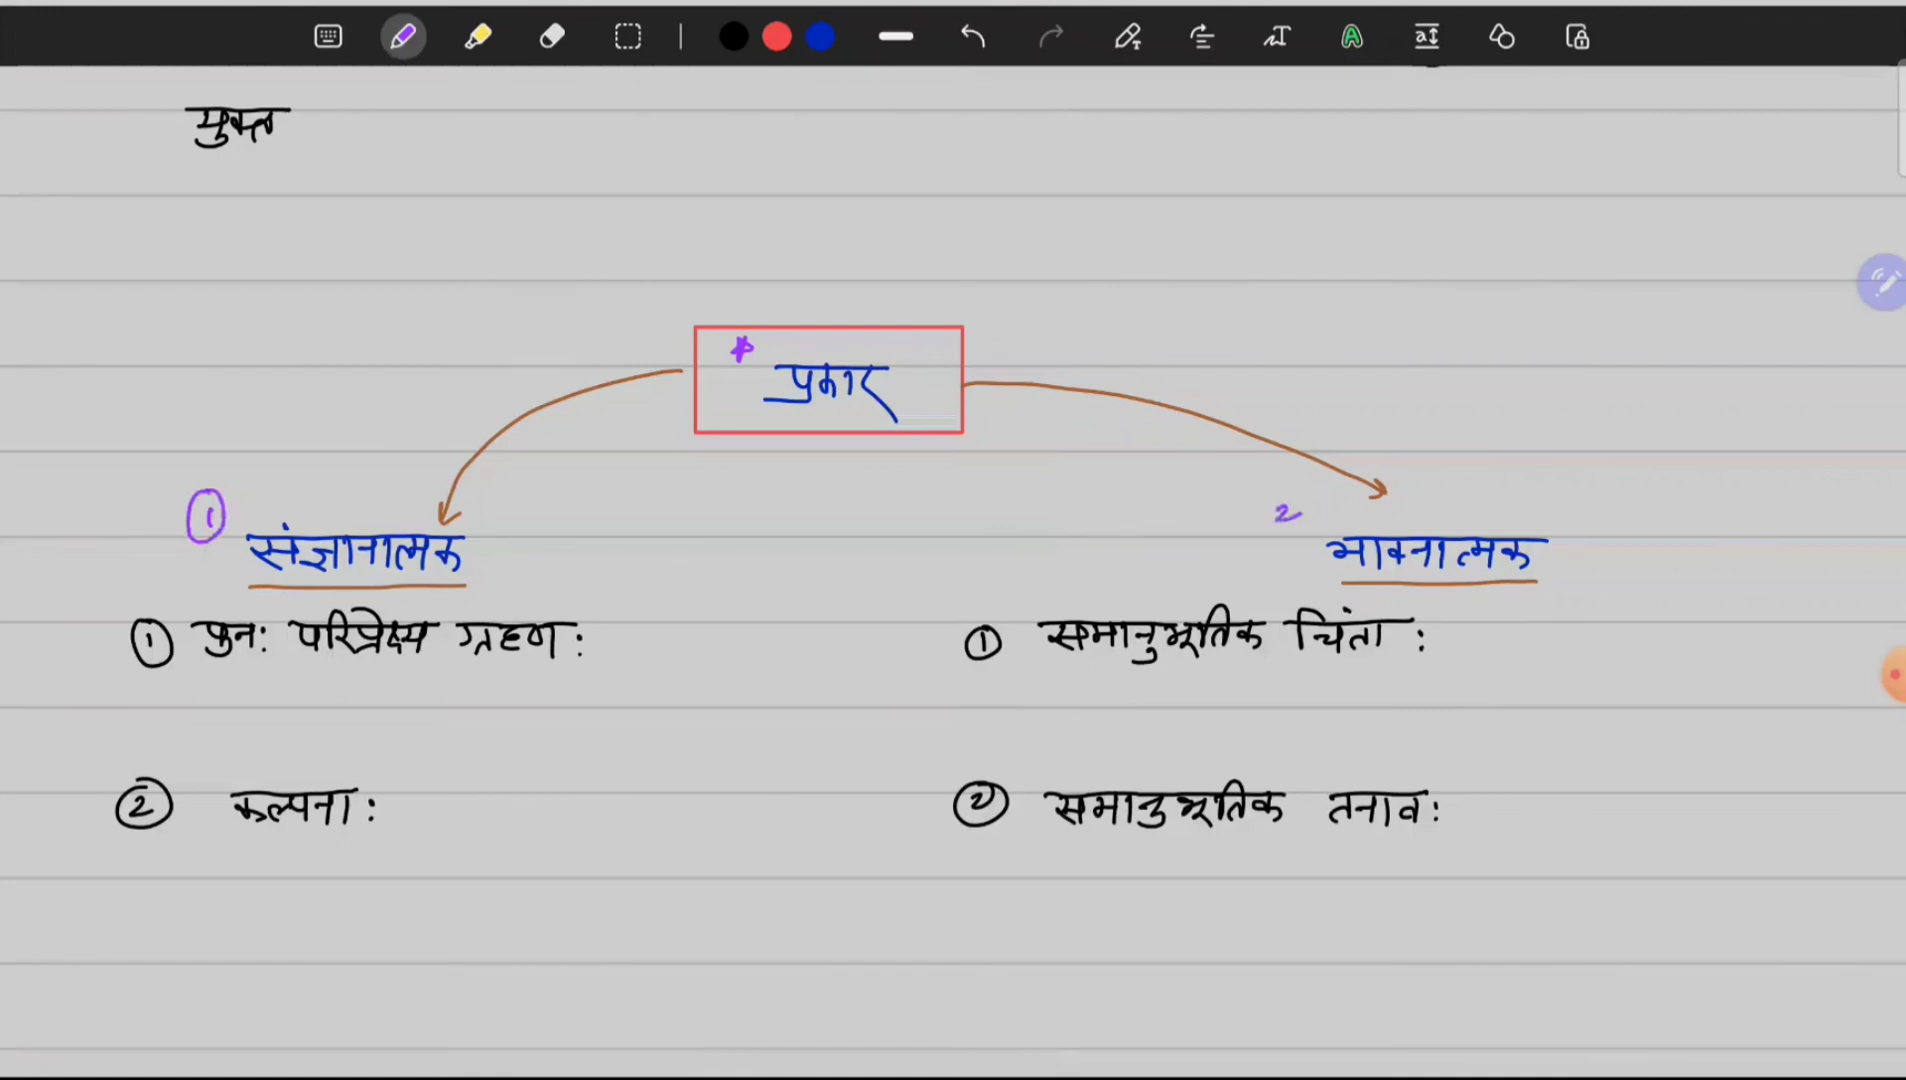 मुक्त
* प्रकार
① संज्ञानात्मक
2 भावनात्मक
① पुन: परिप्रेक्ष्य ग्रहण:
② कल्पना:
① समानुभूतिक चिंता:
② समानुभूतिक तनाव: